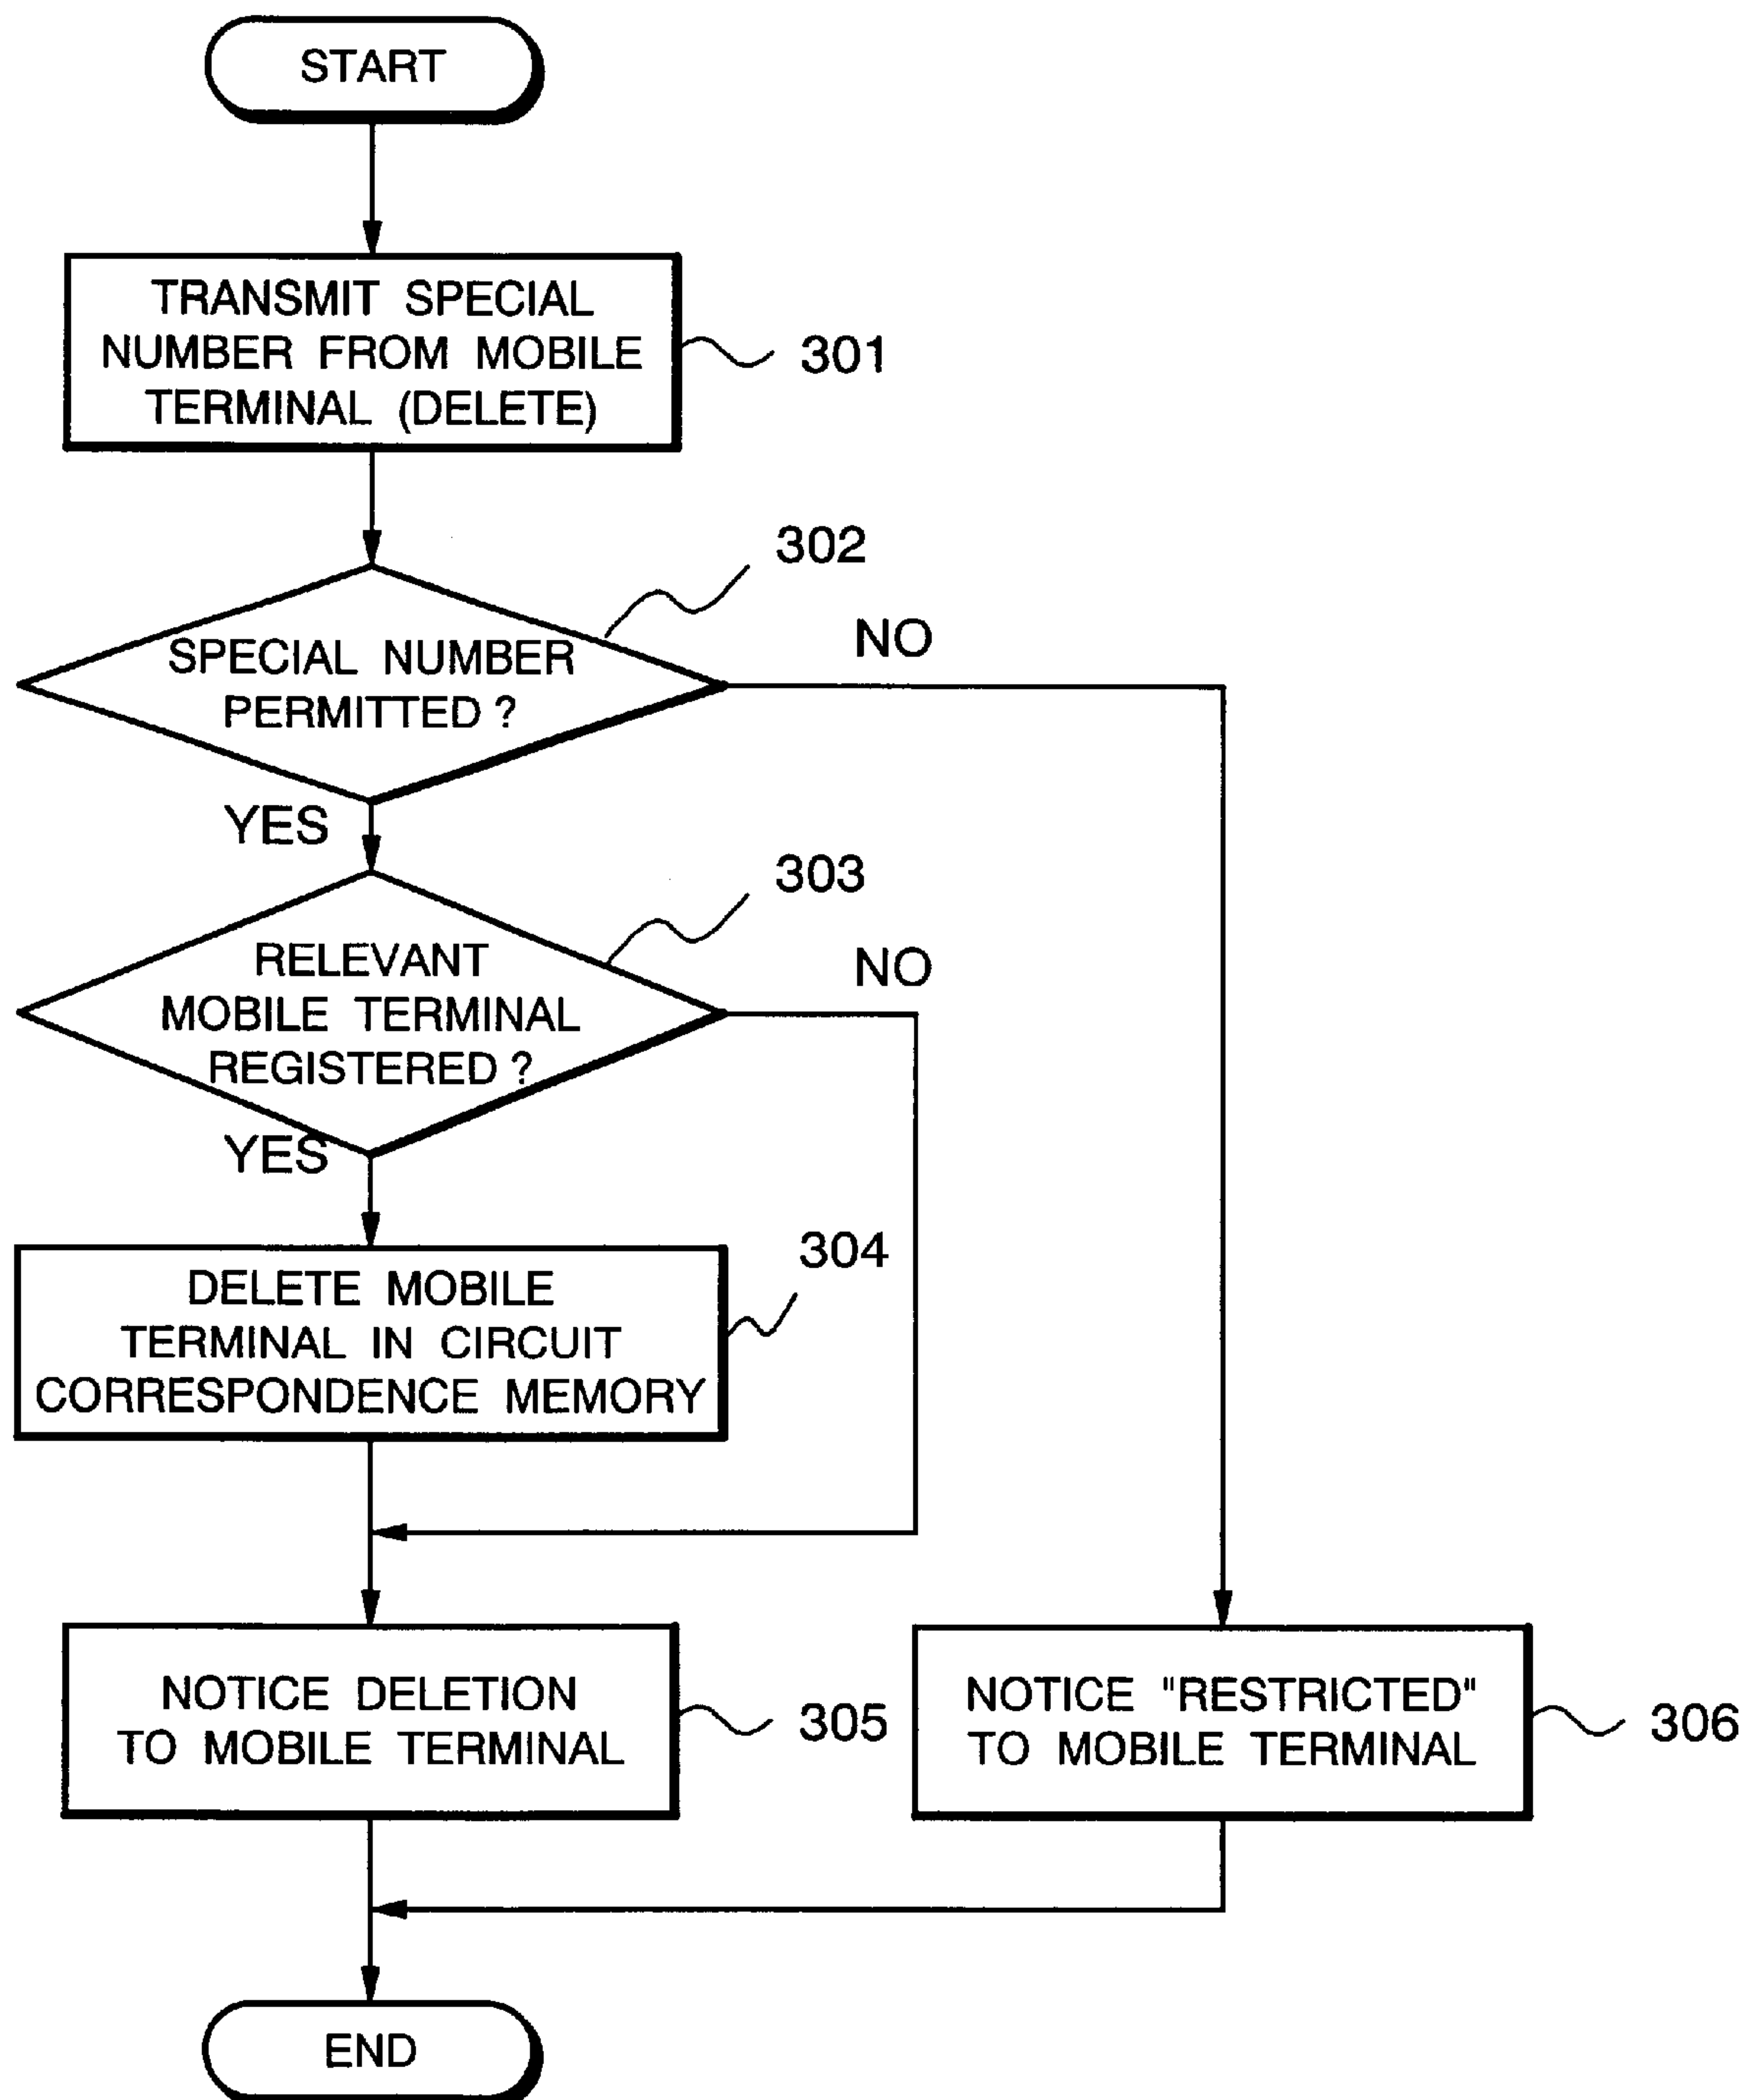 START
TRANSMIT SPECIAL
NUMBER FROM MOBILE
TERMINAL (DELETE)
301
302
SPECIAL NUMBER
PERMITTED ?
NO
YES
303
RELEVANT
MOBILE TERMINAL
REGISTERED ?
NO
YES
304
DELETE MOBILE
TERMINAL IN CIRCUIT
CORRESPONDENCE MEMORY
NOTICE DELETION
TO MOBILE TERMINAL
305
NOTICE "RESTRICTED"
TO MOBILE TERMINAL
306
END